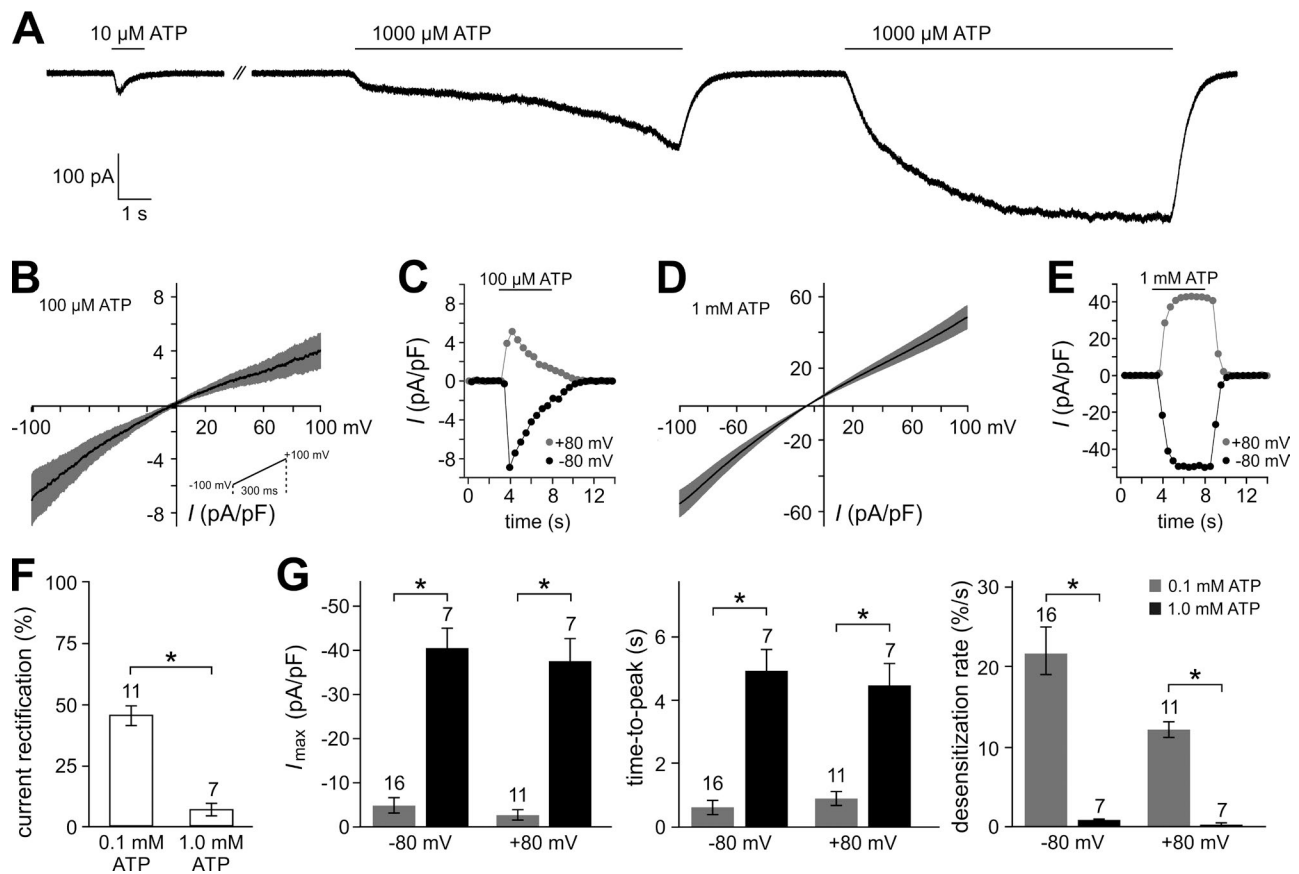 A
10 µM ATP
1000 µM ATP
1000 µM ATP
//
100 pA
1 s
B
100 µM ATP
8
4
-100
20
60
100 mV
-4
-8
I (pA/pF)
+100 mV
-100 mV
300 ms
C
100 µM ATP
8
4
0
-4
-8
I (pA/pF)
+80 mV
-80 mV
0
4
8
12
time (s)
D
1 mM ATP
60
20
-100
-60
20
60
100 mV
-20
-60
I (pA/pF)
E
1 mM ATP
40
20
0
-20
-40
I (pA/pF)
+80 mV
-80 mV
0
4
8
12
time (s)
F
current rectification (%)
100
75
50
25
0
*
11
7
0.1 mM
ATP
1.0 mM
ATP
G
Imax (pA/pF)
-50
-40
-30
-20
-10
0
*
*
16
7
11
7
-80 mV
+80 mV
time-to-peak (s)
6
4
2
0
*
*
16
7
11
7
-80 mV
+80 mV
desensitization rate (%/s)
30
20
10
0
0.1 mM ATP
1.0 mM ATP
*
*
16
7
11
7
-80 mV
+80 mV